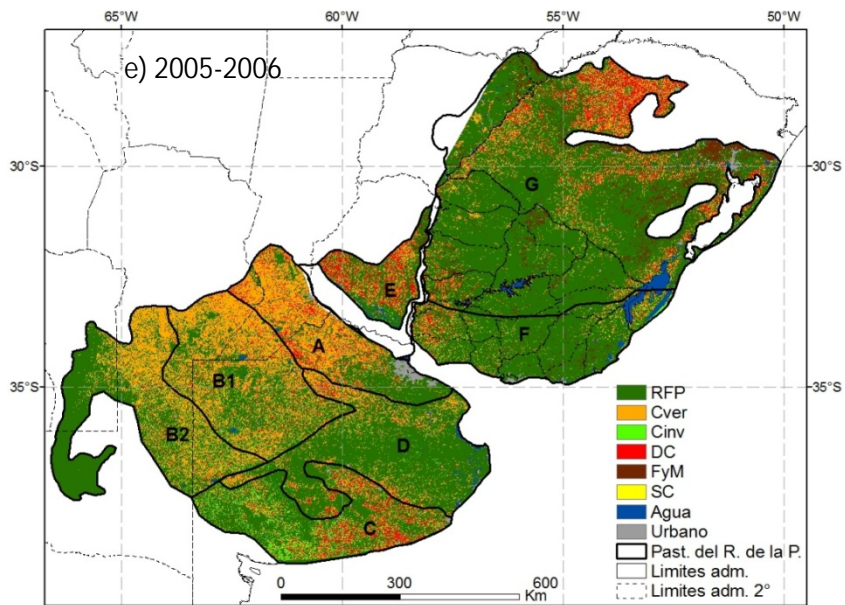 65°W 60°W 55°W 50°W
e) 2005-2006
30°S 30°S
G
E
A
F
35°S 35°S
B1
B2
D
C
RFP
Cver
Cinv
DC
FyM
SC
Agua
Urbano
Past. del R. de la P.
Limites adm.
Limites adm. 2°
0 300 600
Km